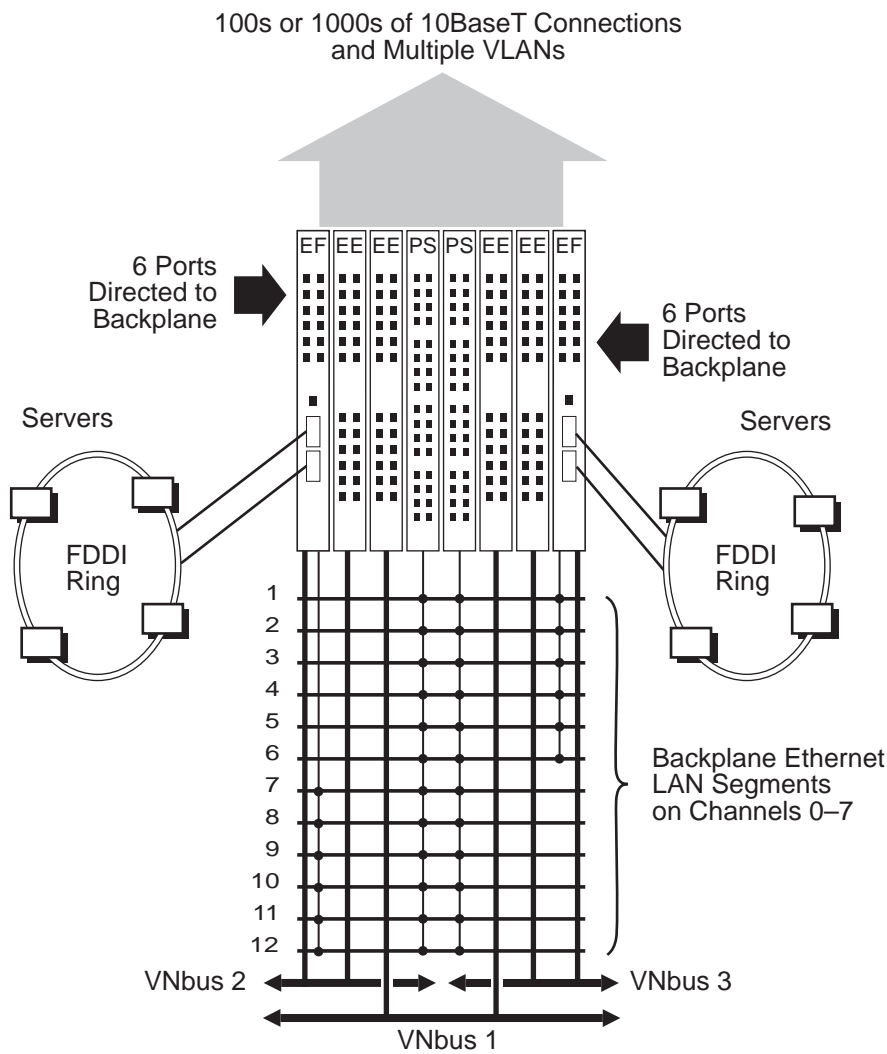 100s or 1000s of 10BaseT Connections
and Multiple VLANs
EF EE EE PS PS EE EE EF
6 Ports
Directed to
Backplane
6 Ports
Directed to
Backplane
Servers
Servers
FDDI
Ring
FDDI
Ring
1
2
3
4
5
6
7
8
9
10
11
12
Backplane Ethernet
LAN Segments
on Channels 0–7
VNbus 2
VNbus 3
VNbus 1